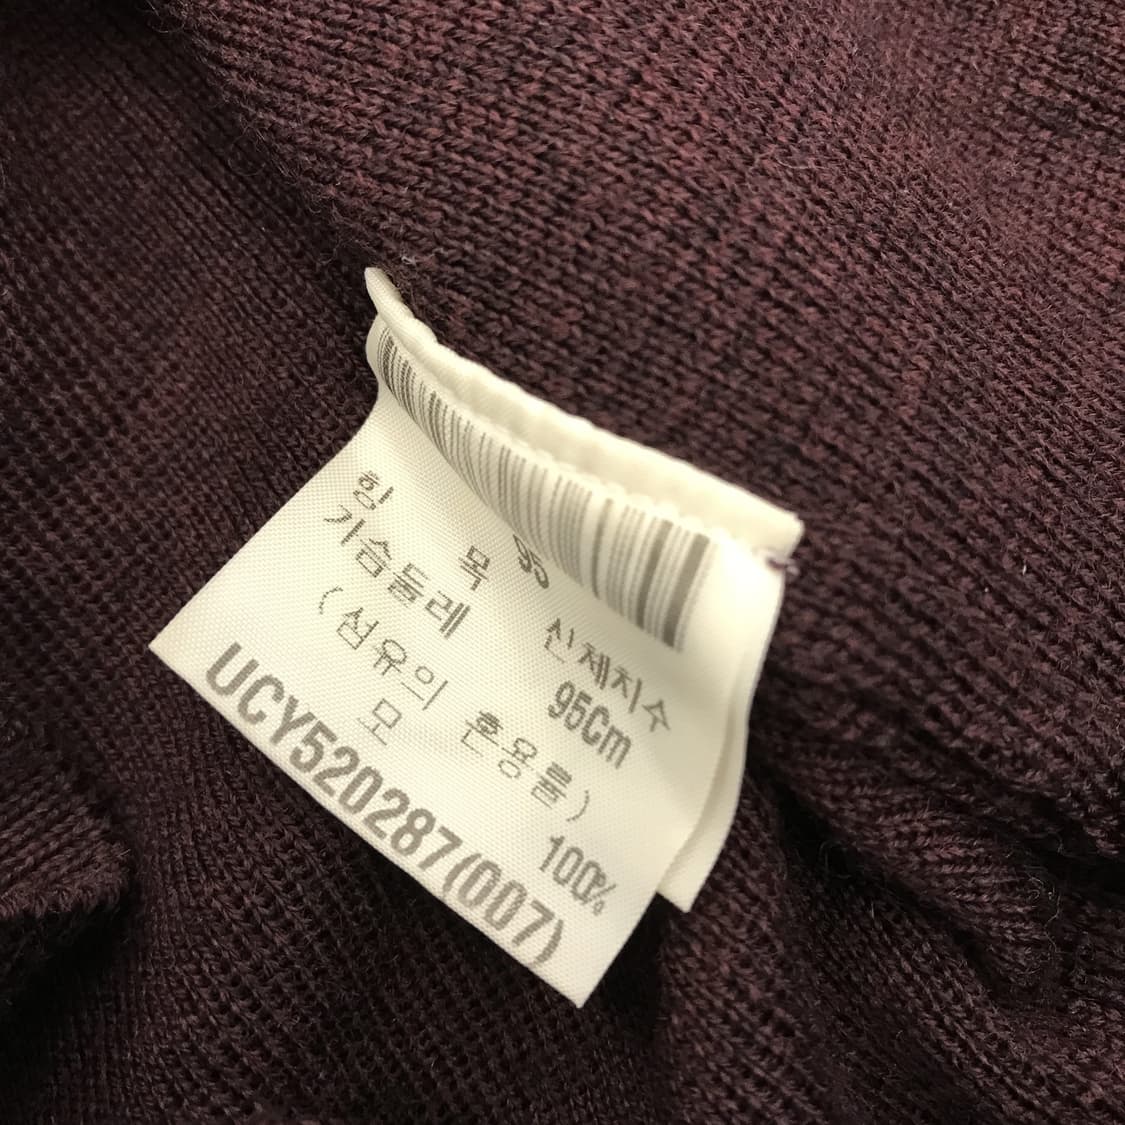 95
항 목 신체치수
가슴둘레 95Cm
(섬유의 혼용률)
모 100%
UCY520287(007)